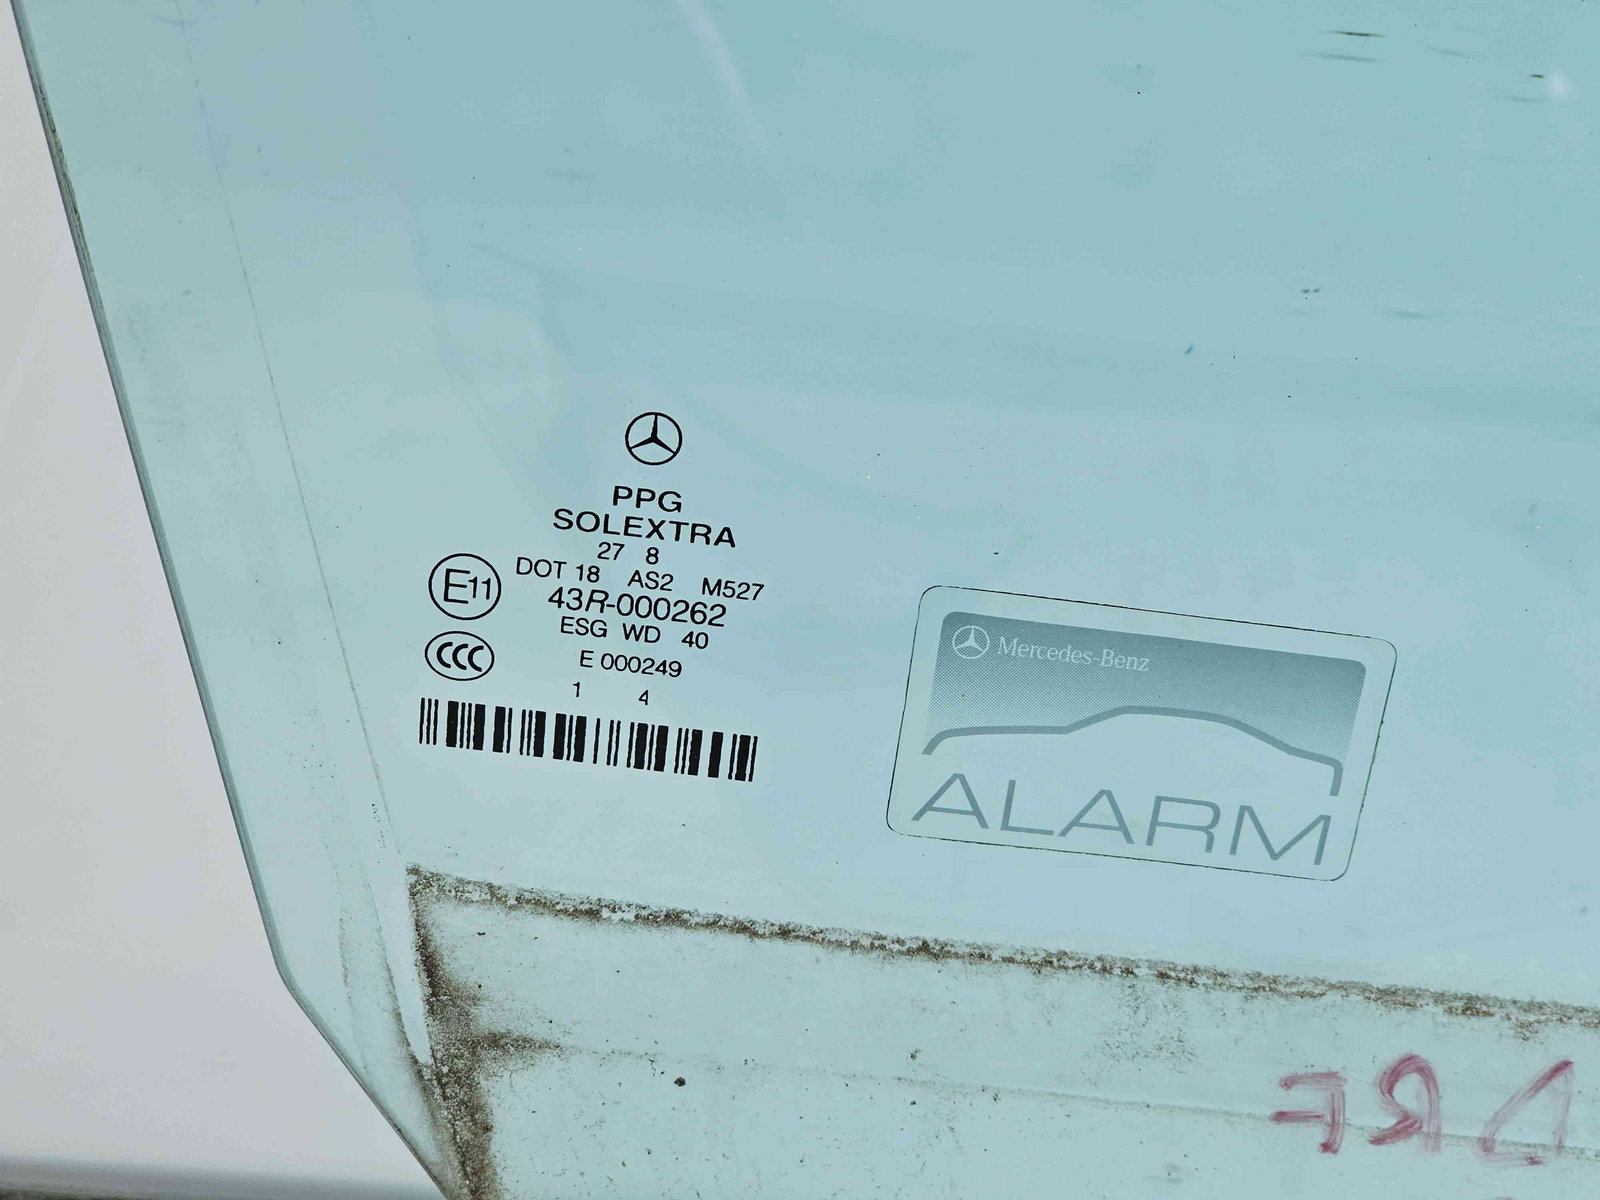 PPG
SOLEXTRA
27 8
DOT 18 AS2 M527
43R-000262
E11
ESG WD 40
CCC
E 000249
1 4
Mercedes-Benz
ALARM